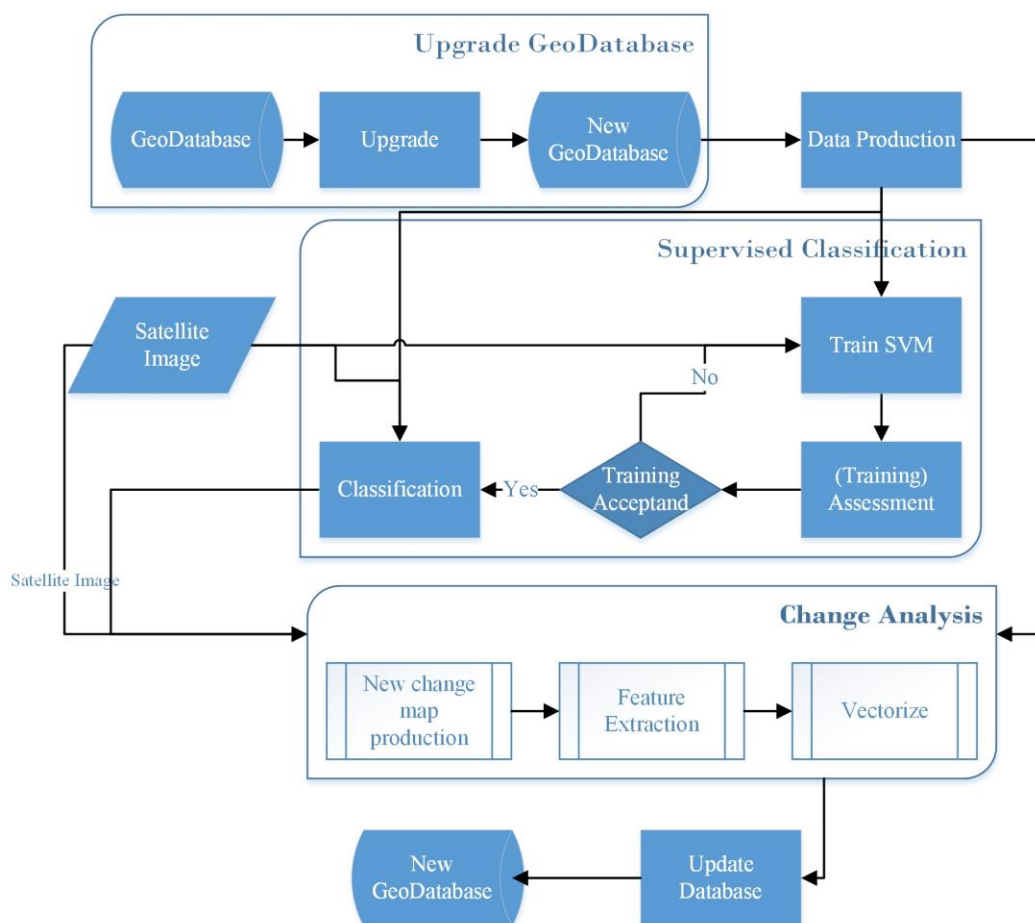 Upgrade GeoDatabase
GeoDatabase
Upgrade
New
GeoDatabase
Data Production
Supervised Classification
Satellite
Image
Train SVM
No
Classification
Yes
Training
Acceptand
(Training)
Assessment
Satellite Image
Change Analysis
New change
map
production
Feature
Extraction
Vectorize
New
GeoDatabase
Update
Database